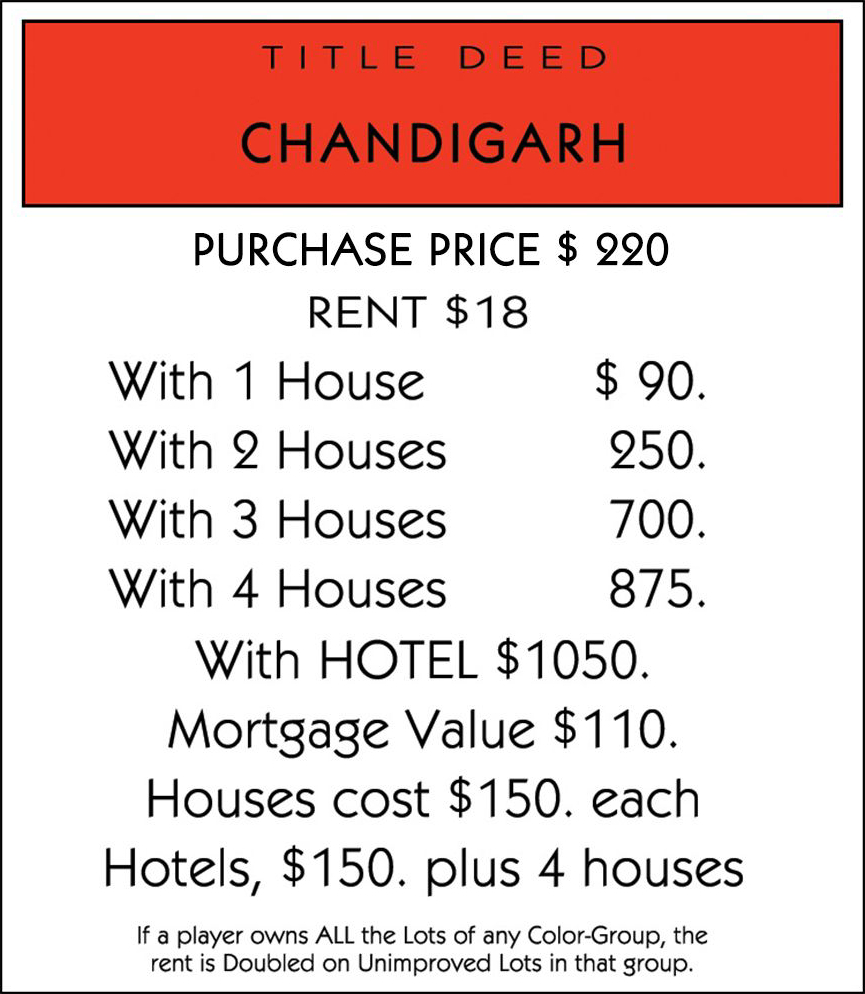 TITLE DEED
CHANDIGARH
PURCHASE PRICE $ 220
RENT $18
With 1 House $ 90.
With 2 Houses 250.
With 3 Houses 700.
With 4 Houses 875.
With HOTEL $1050.
Mortgage Value $110.
Houses cost $150. each
Hotels, $150. plus 4 houses
If a player owns ALL the Lots of any Color-Group, the
rent is Doubled on Unimproved Lots in that group.